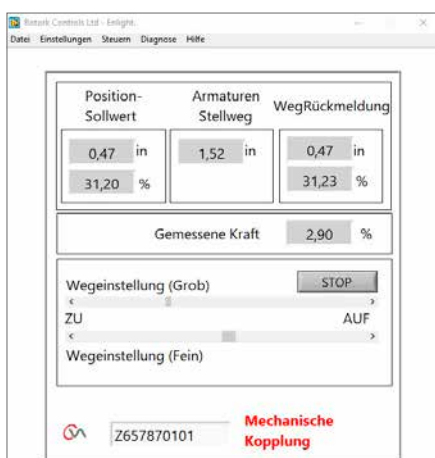 Rotork Controls Ltd - Enlight.
Datei Einstellungen Steuern Diagnose Hilfe
Position-
Sollwert
Armaturen
Stellweg
WegRückmeldung
0,47 in
1,52 in
0,47 in
31,20 %
31,23 %
Gemessene Kraft 2,90 %
Wegeinstellung (Grob)
STOP
ZU AUF
Wegeinstellung (Fein)
Z657870101
Mechanische
Kopplung